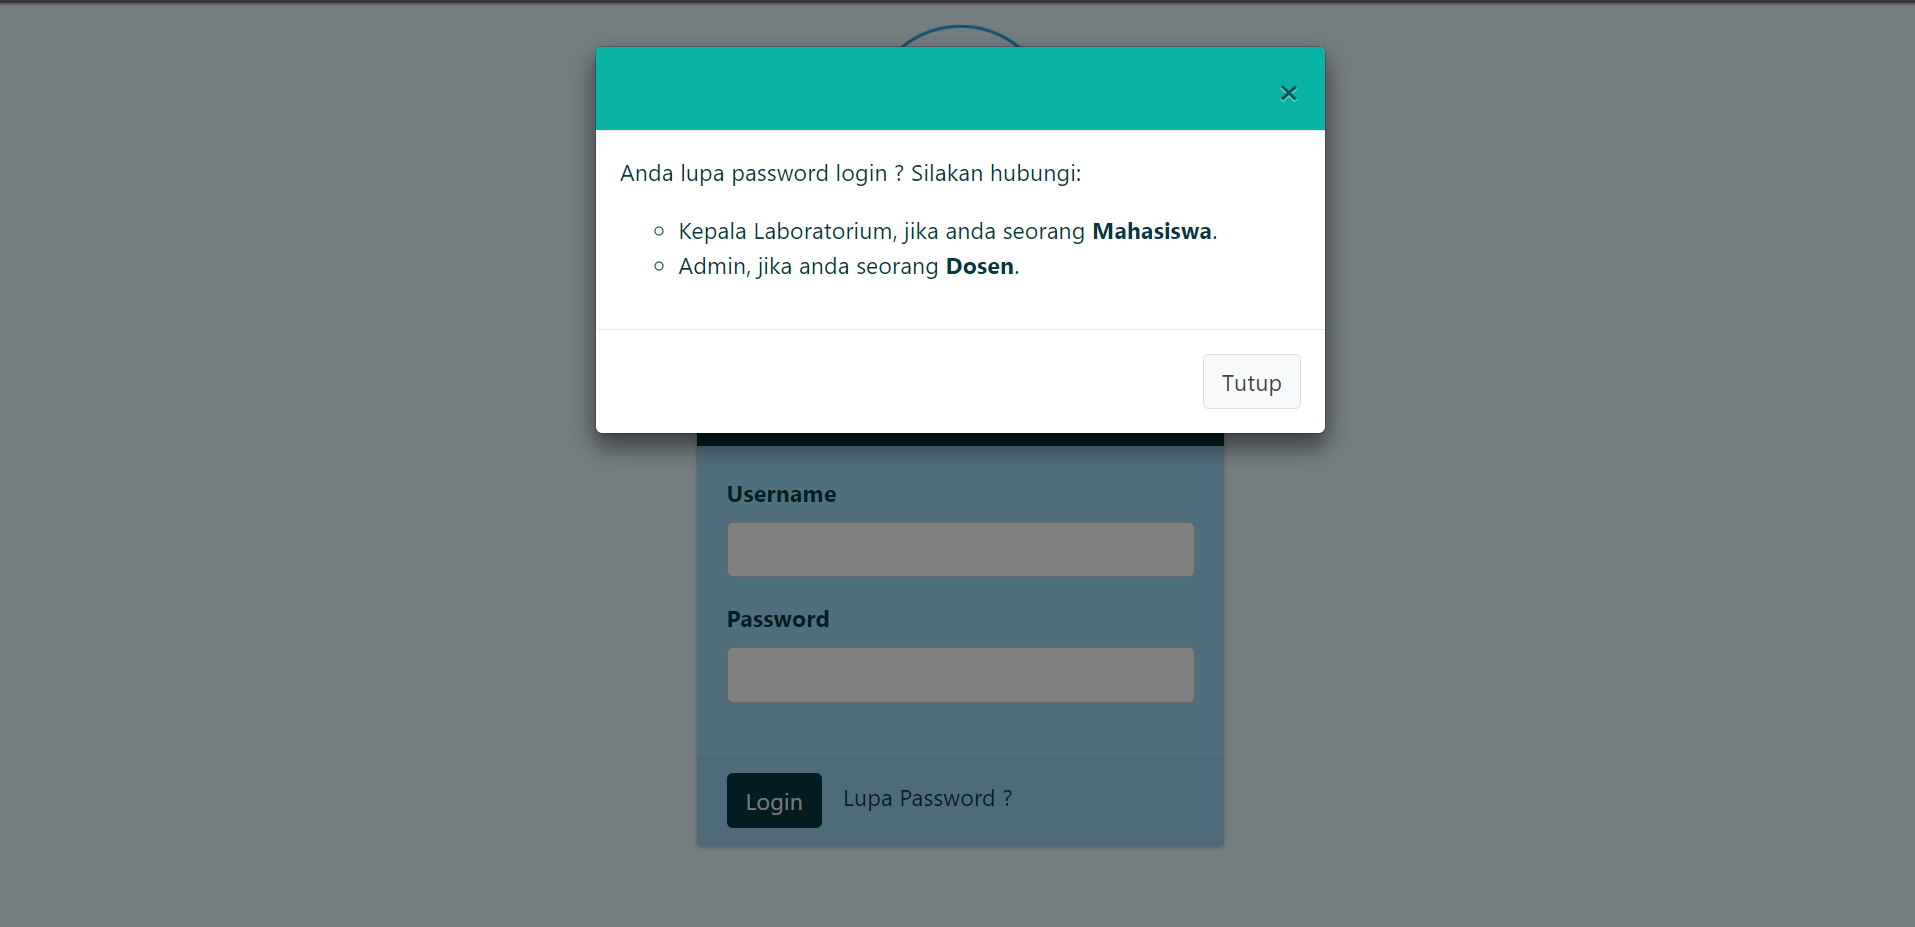 ×
Anda lupa password login ? Silakan hubungi:
Kepala Laboratorium, jika anda seorang Mahasiswa.
Admin, jika anda seorang Dosen.
Tutup
Username
Password
Login
Lupa Password ?